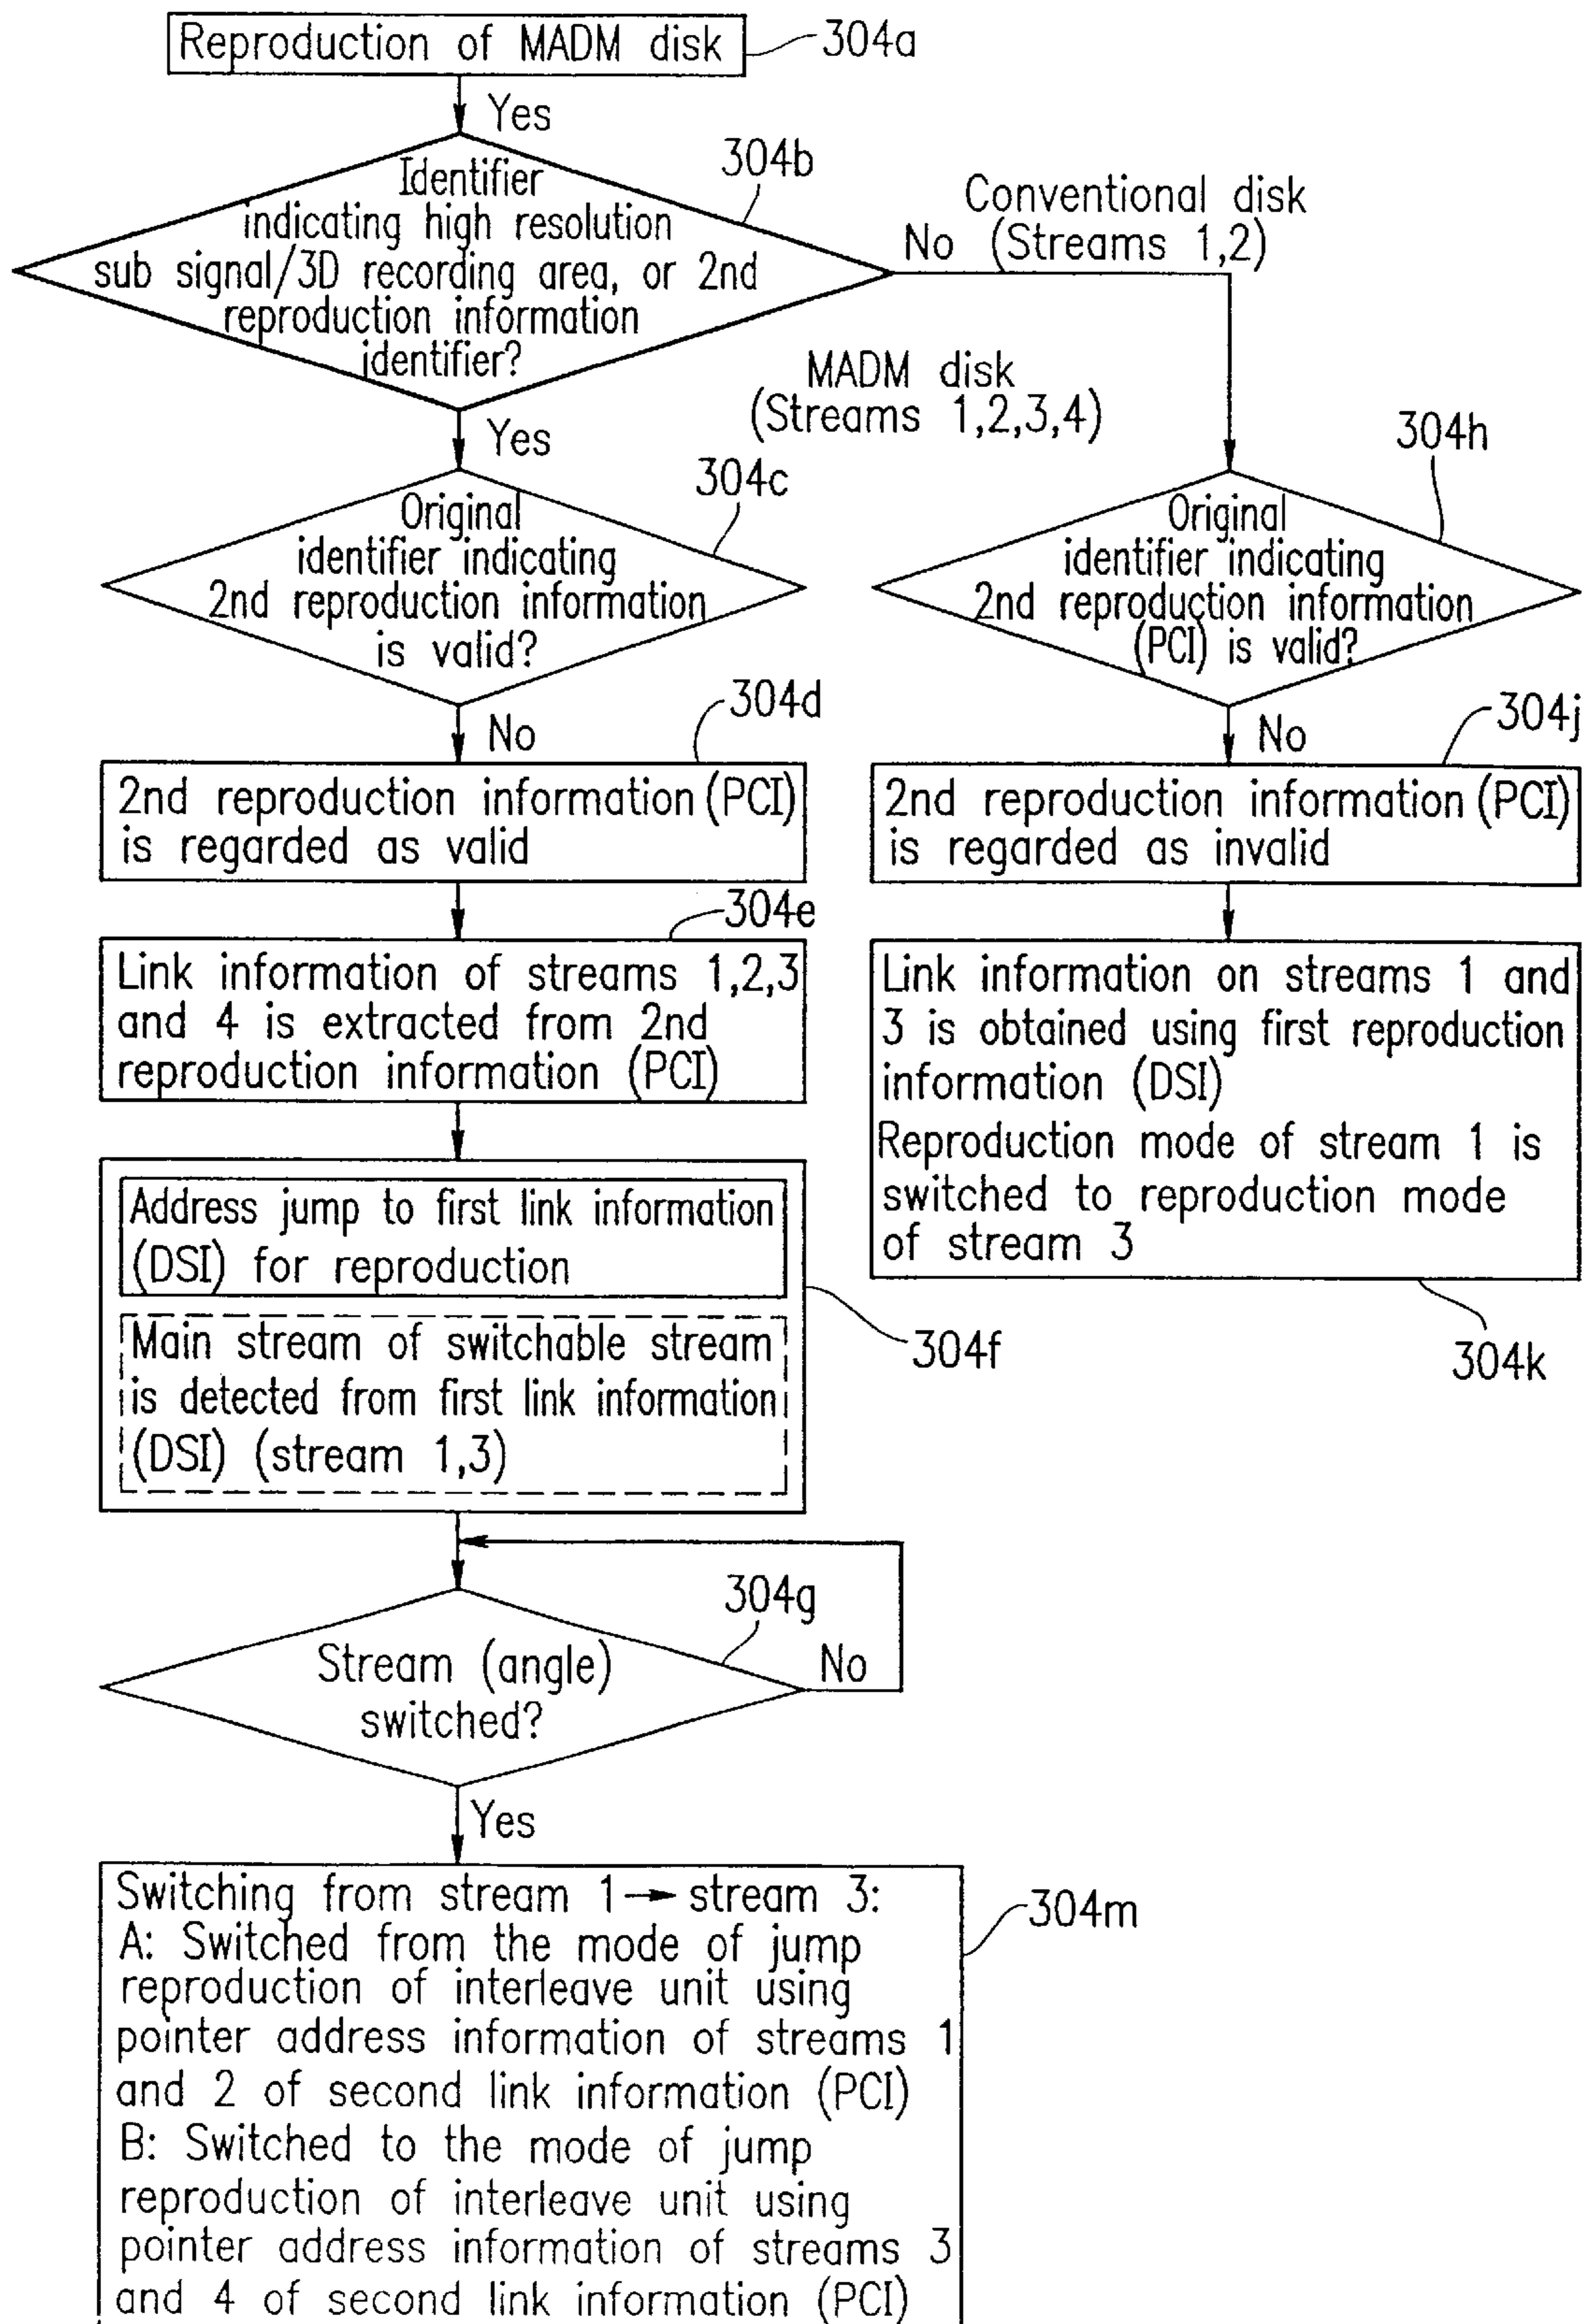 Reproduction of MADM disk
304a
Yes
304b
Identifier
indicating high resolution
sub signal/3D recording area, or 2nd
reproduction information
identifier?
Conventional disk
No (Streams 1,2)
MADM disk
(Streams 1,2,3,4)
Yes
304c
Original
identifier indicating
2nd reproduction information
is valid?
304h
Original
identifier indicating
2nd reproduction information
(PCI) is valid?
No
304d
2nd reproduction information (PCI)
is regarded as valid
No
304j
2nd reproduction information (PCI)
is regarded as invalid
304e
Link information of streams 1,2,3
and 4 is extracted from 2nd
reproduction information (PCI)
Link information on streams 1 and
3 is obtained using first reproduction
information (DSI)
Reproduction mode of stream 1 is
switched to reproduction mode
of stream 3
304k
Address jump to first link information
(DSI) for reproduction
Main stream of switchable stream
is detected from first link information
(DSI) (stream 1,3)
304f
304g
Stream (angle)
switched?
No
Yes
Switching from stream 1→ stream 3:
A: Switched from the mode of jump
reproduction of interleave unit using
pointer address information of streams 1
and 2 of second link information (PCI)
B: Switched to the mode of jump
reproduction of interleave unit using
pointer address information of streams 3
and 4 of second link information (PCI)
304m